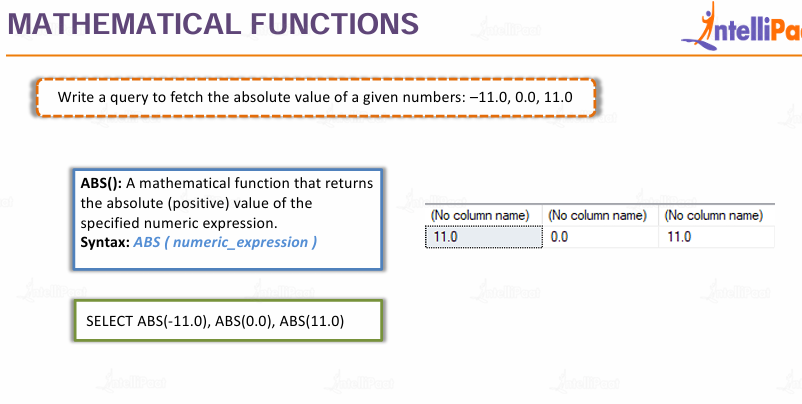 MATHEMATICAL FUNCTIONS
ntelliPaa
Write a query to fetch the absolute value of a given numbers: –11.0, 0.0, 11.0
ABS(): A mathematical function that returns
the absolute (positive) value of the
specified numeric expression.
Syntax: ABS ( numeric_expression )
(No column name) (No column name) (No column name)
11.0 0.0 11.0
SELECT ABS(-11.0), ABS(0.0), ABS(11.0)